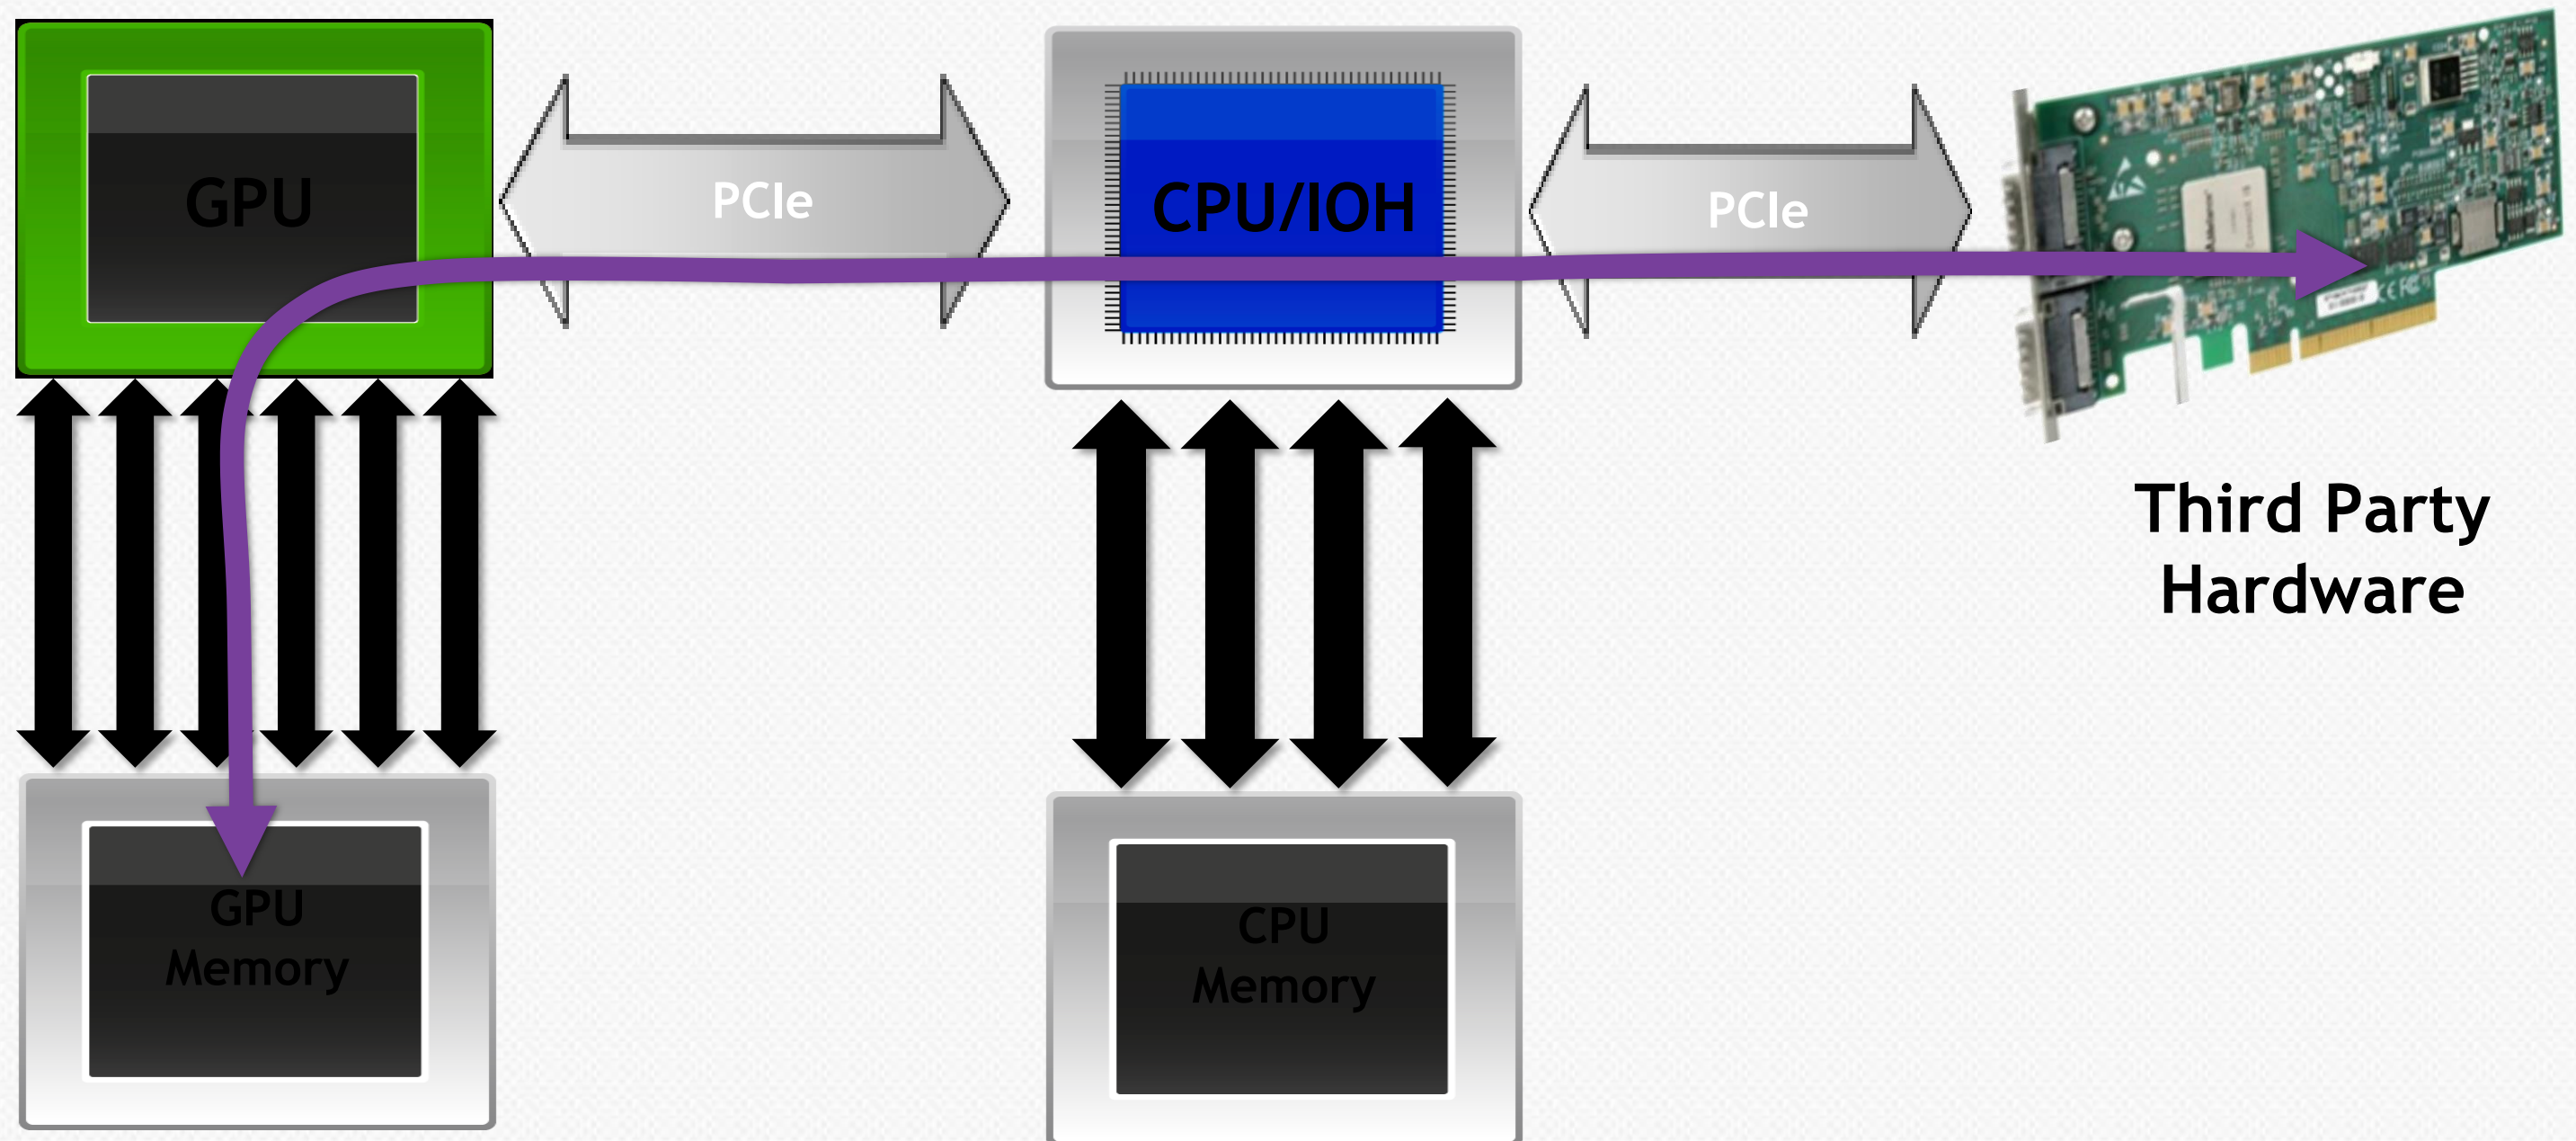 GPU
PCIe
CPU/IOH
PCIe
Third Party
Hardware
GPU
Memory
CPU
Memory